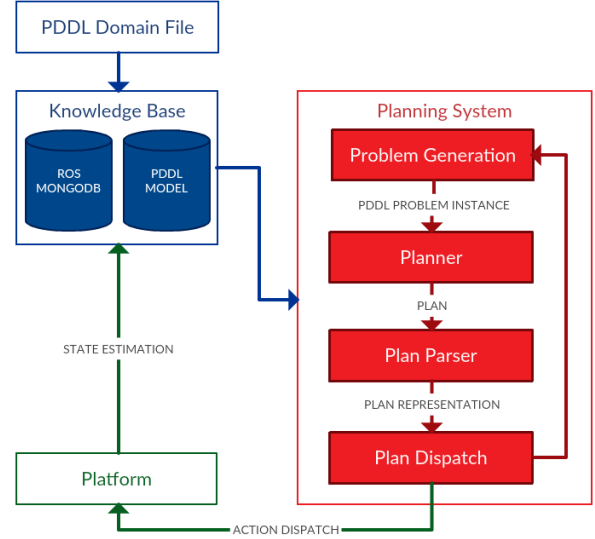 PDDL Domain File
Knowledge Base
ROS
MONGODB
PDDL
MODEL
Planning System
Problem Generation
PDDL PROBLEM INSTANCE
Planner
PLAN
Plan Parser
PLAN REPRESENTATION
Plan Dispatch
STATE ESTIMATION
Platform
ACTION DISPATCH